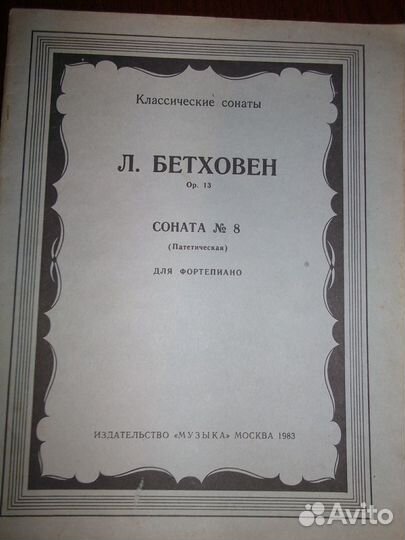 Классические сонаты
Л. БЕТХОВЕН
Op. 13
СОНАТА № 8
(Патетическая)
ДЛЯ ФОРТЕПИАНО
ИЗДАТЕЛЬСТВО «МУЗЫКА» МОСКВА 1983
Avito